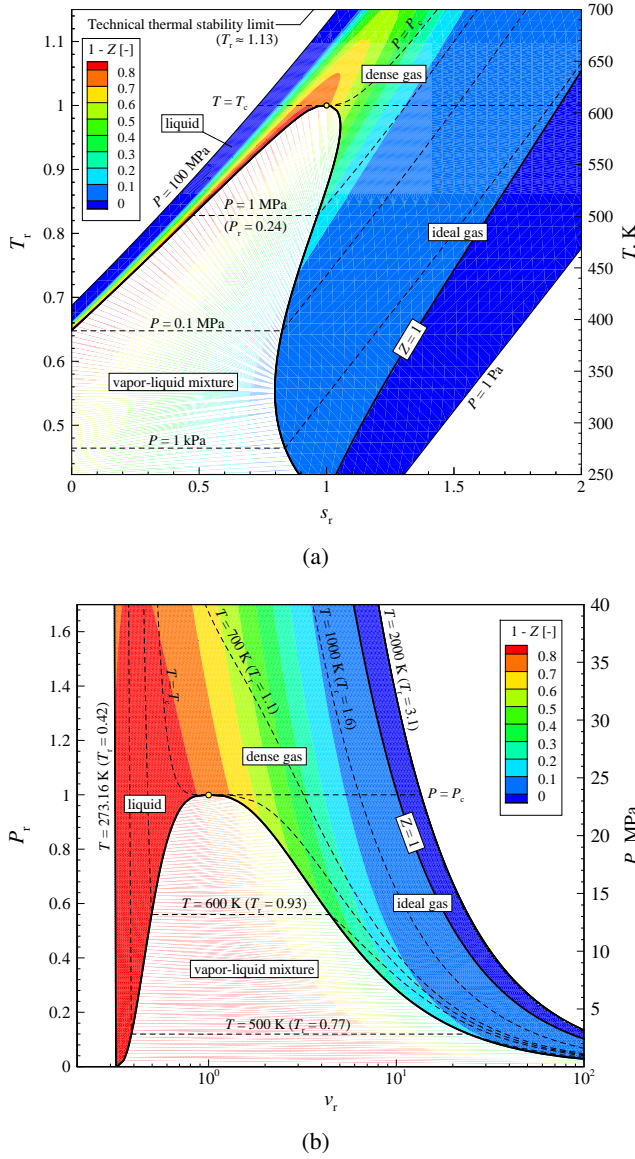 Technical thermal stability limit
(T_r ≈ 1.13)
1 - Z [-]
0.8
0.7
0.6
0.5
0.4
0.3
0.2
0.1
0
liquid
P = 100 MPa
T = T_c
P = P_c
dense gas
P = 1 MPa
(P_r = 0.24)
ideal gas
P = 0.1 MPa
vapor-liquid mixture
Z = 1
P = 1 Pa
P = 1 kPa
T_r
1.1
1
0.9
0.8
0.7
0.6
0.5
T, K
700
650
600
550
500
450
400
350
300
250
0
0.5
1
1.5
2
s_r
(a)
P_r
1.6
1.4
1.2
1
0.8
0.6
0.4
0.2
0
T = 273.16 K (T_r = 0.42)
T = T_c
T = 700 K (T_r = 1.1)
T = 1000 K (T_r = 1.6)
T = 2000 K (T_r = 3.1)
1 - Z [-]
0.8
0.7
0.6
0.5
0.4
0.3
0.2
0.1
0
dense gas
liquid
P = P_c
Z = 1
T = 600 K (T_r = 0.93)
ideal gas
vapor-liquid mixture
T = 500 K (T_r = 0.77)
P, MPa
40
35
30
25
20
15
10
5
10^0
10^1
10^2
v_r
(b)